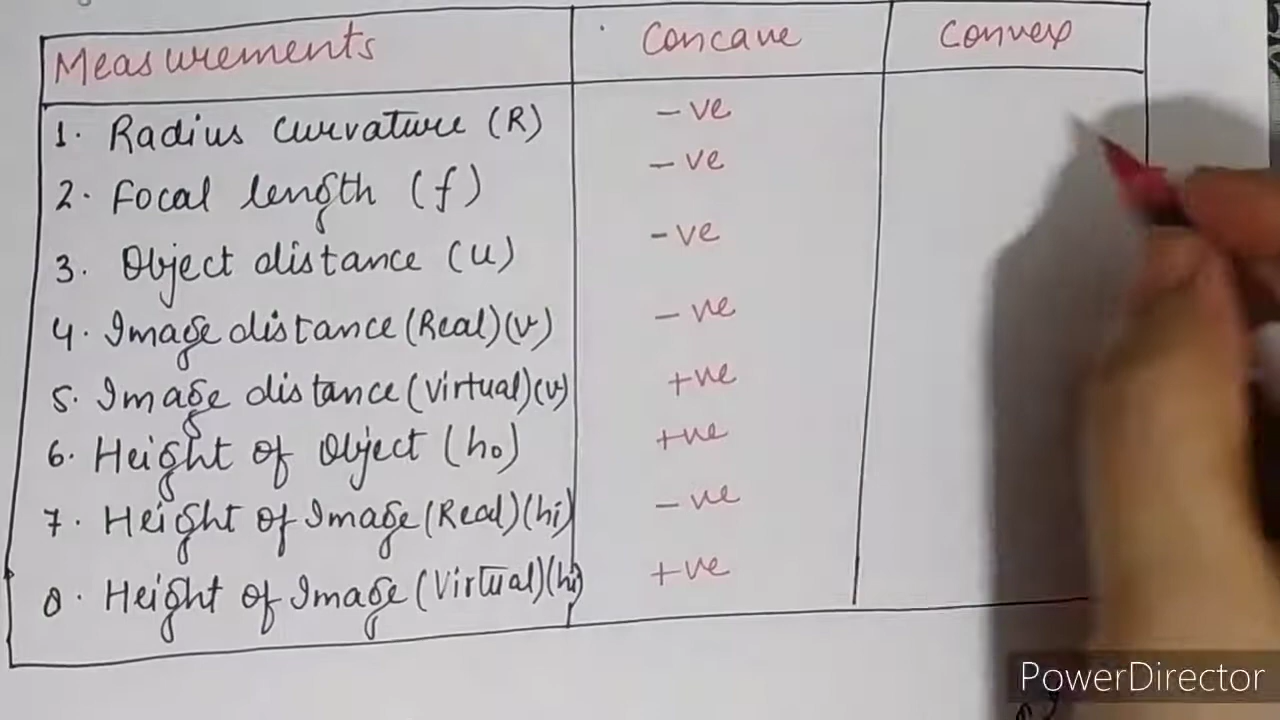 Measurements Concave Convex
1. Radius curvature (R) -ve
2. Focal length (f) -ve
3. Object distance (u) -ve
4. Image distance (Real)(v) -ve
5. Image distance (Virtual)(v) +ve
6. Height of Object (ho) +ve
7. Height of Image (Real)(hi) -ve
8. Height of Image (Virtual)(hi) +ve
PowerDirector